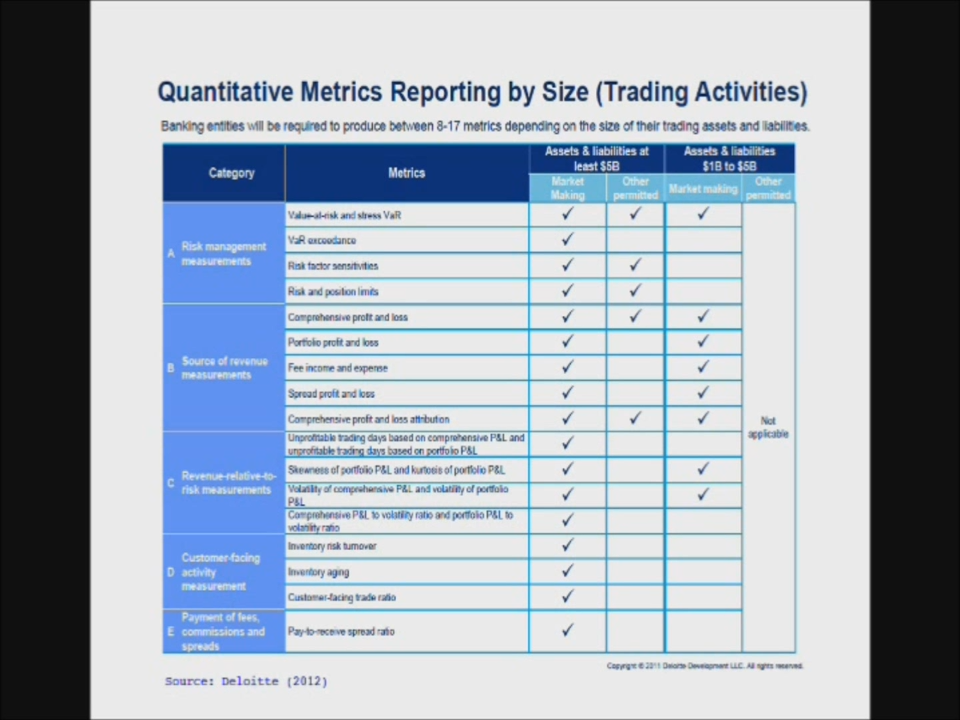 Quantitative Metrics Reporting by Size (Trading Activities)
Banking entities will be required to produce between 8-17 metrics depending on the size of their trading assets and liabilities.
Category Metrics Assets & liabilities at least $5B Assets & liabilities $1B to $5B
Market Making Other permitted Market making Other permitted
A Risk management measurements
Value-at-risk and stress VaR ✓ ✓ ✓
VaR exceedance ✓
Risk factor sensitivities ✓ ✓
Risk and position limits ✓ ✓
B Source of revenue measurements
Comprehensive profit and loss ✓ ✓ ✓
Portfolio profit and loss ✓ ✓
Fee income and expense ✓ ✓
Spread profit and loss ✓ ✓
Comprehensive profit and loss attribution ✓ ✓ ✓
Not applicable
C Revenue-relative-to-risk measurements
Unprofitable trading days based on comprehensive P&L and
unprofitable trading days based on portfolio P&L ✓
Skewness of portfolio P&L and kurtosis of portfolio P&L ✓ ✓
Volatility of comprehensive P&L and volatility of portfolio
P&L ✓ ✓
Comprehensive P&L to volatility ratio and portfolio P&L to
volatility ratio ✓
D Customer-facing activity measurement
Inventory risk turnover ✓
Inventory aging ✓
Customer-facing trade ratio ✓
E Payment of fees, commissions and spreads
Pay-to-receive spread ratio ✓
Copyright © 2011 Deloitte Development LLC. All rights reserved.
Source: Deloitte (2012)